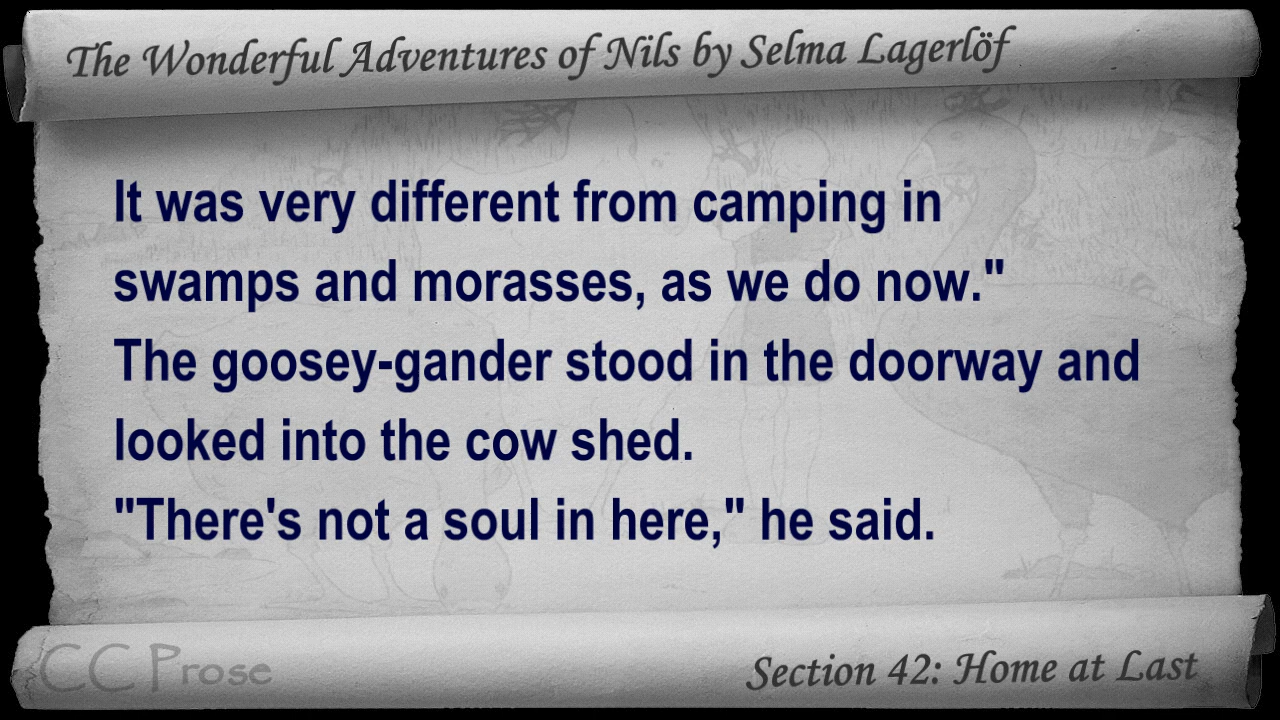 The Wonderful Adventures of Nils by Selma Lagerlöf
It was very different from camping in
swamps and morasses, as we do now."
The goosey-gander stood in the doorway and
looked into the cow shed.
"There's not a soul in here," he said.
CC Prose
Section 42: Home at Last